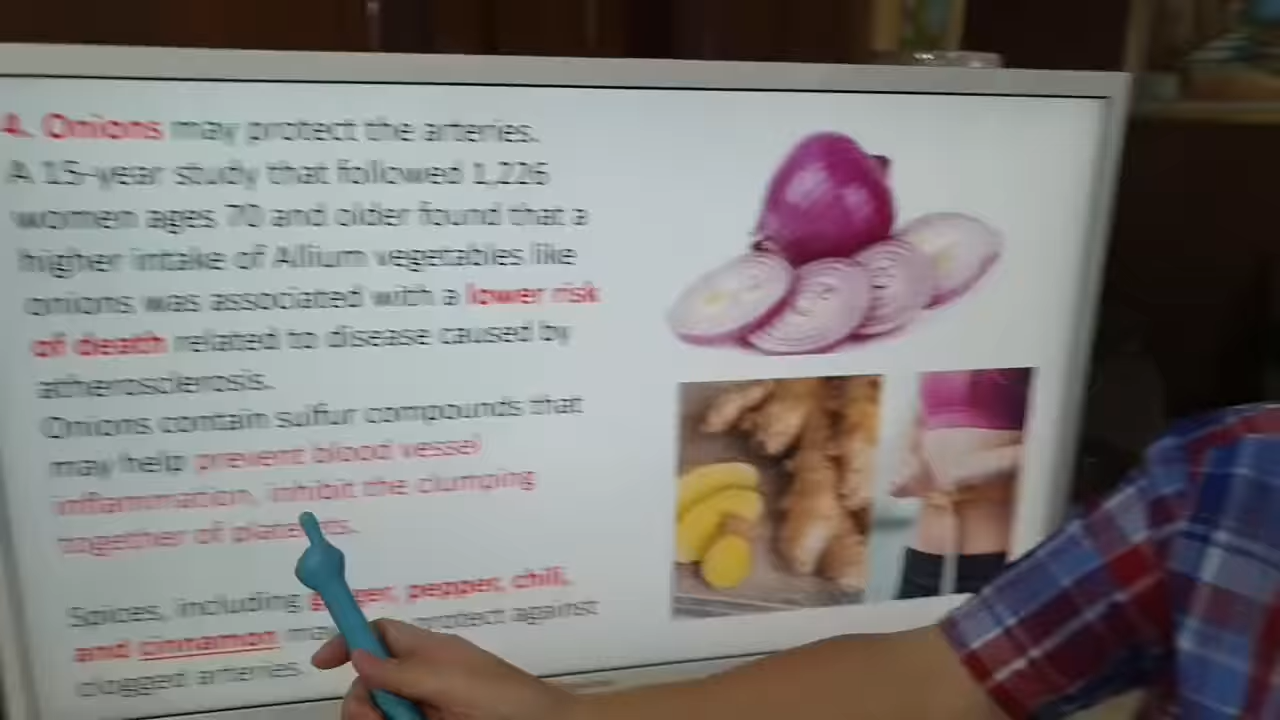 4. Onions may protect the arteries.
A 15-year study that followed 1,226
women ages 70 and older found that a
higher intake of Allium vegetables like
onions was associated with a lower risk
of death related to disease caused by
atherosclerosis.
Onions contain sulfur compounds that
may help prevent blood vessel
inflammation, inhibit the clumping
together of
Spices, including pepper, chili,
and cinnamon protect against
clogged arteries.